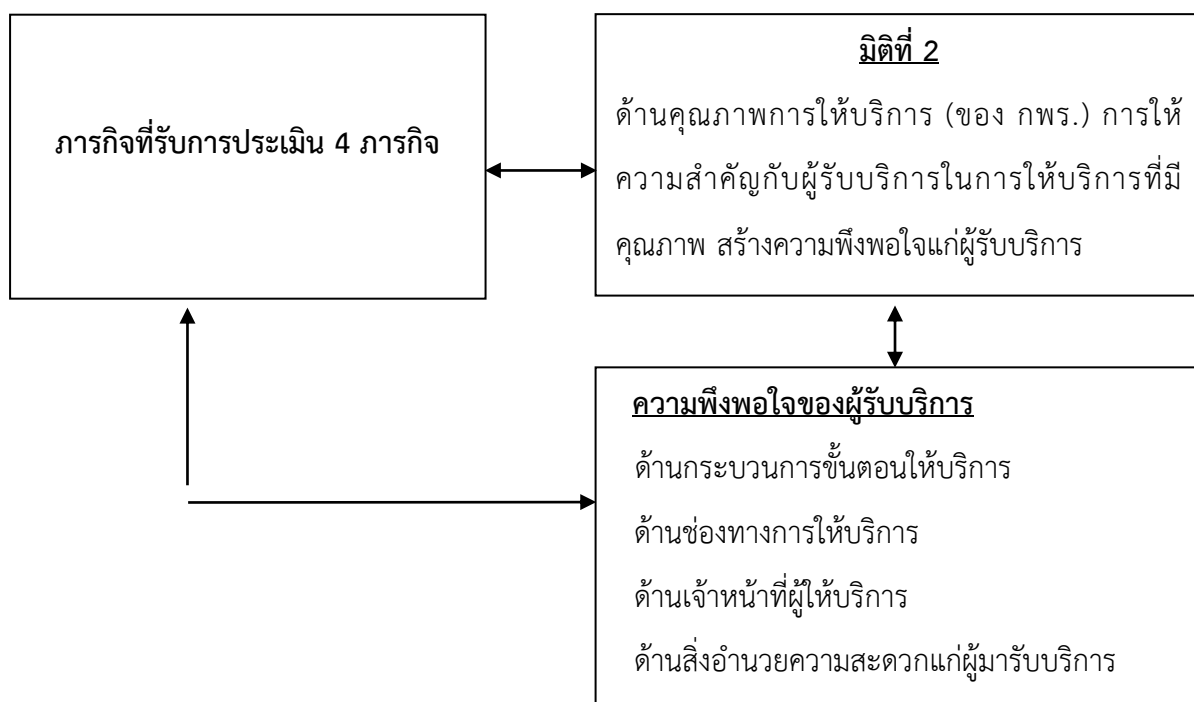 ภารกิจที่รับการประเมิน 4 ภารกิจ
มิติที่ 2
ด้านคุณภาพการให้บริการ (ของ กพร.) การให้
ความสำคัญกับผู้รับบริการในการให้บริการที่มี
คุณภาพ สร้างความพึงพอใจแก่ผู้รับบริการ
ความพึงพอใจของผู้รับบริการ
ด้านกระบวนการขั้นตอนให้บริการ
ด้านช่องทางการให้บริการ
ด้านเจ้าหน้าที่ผู้ให้บริการ
ด้านสิ่งอำนวยความสะดวกแก่ผู้มารับบริการ